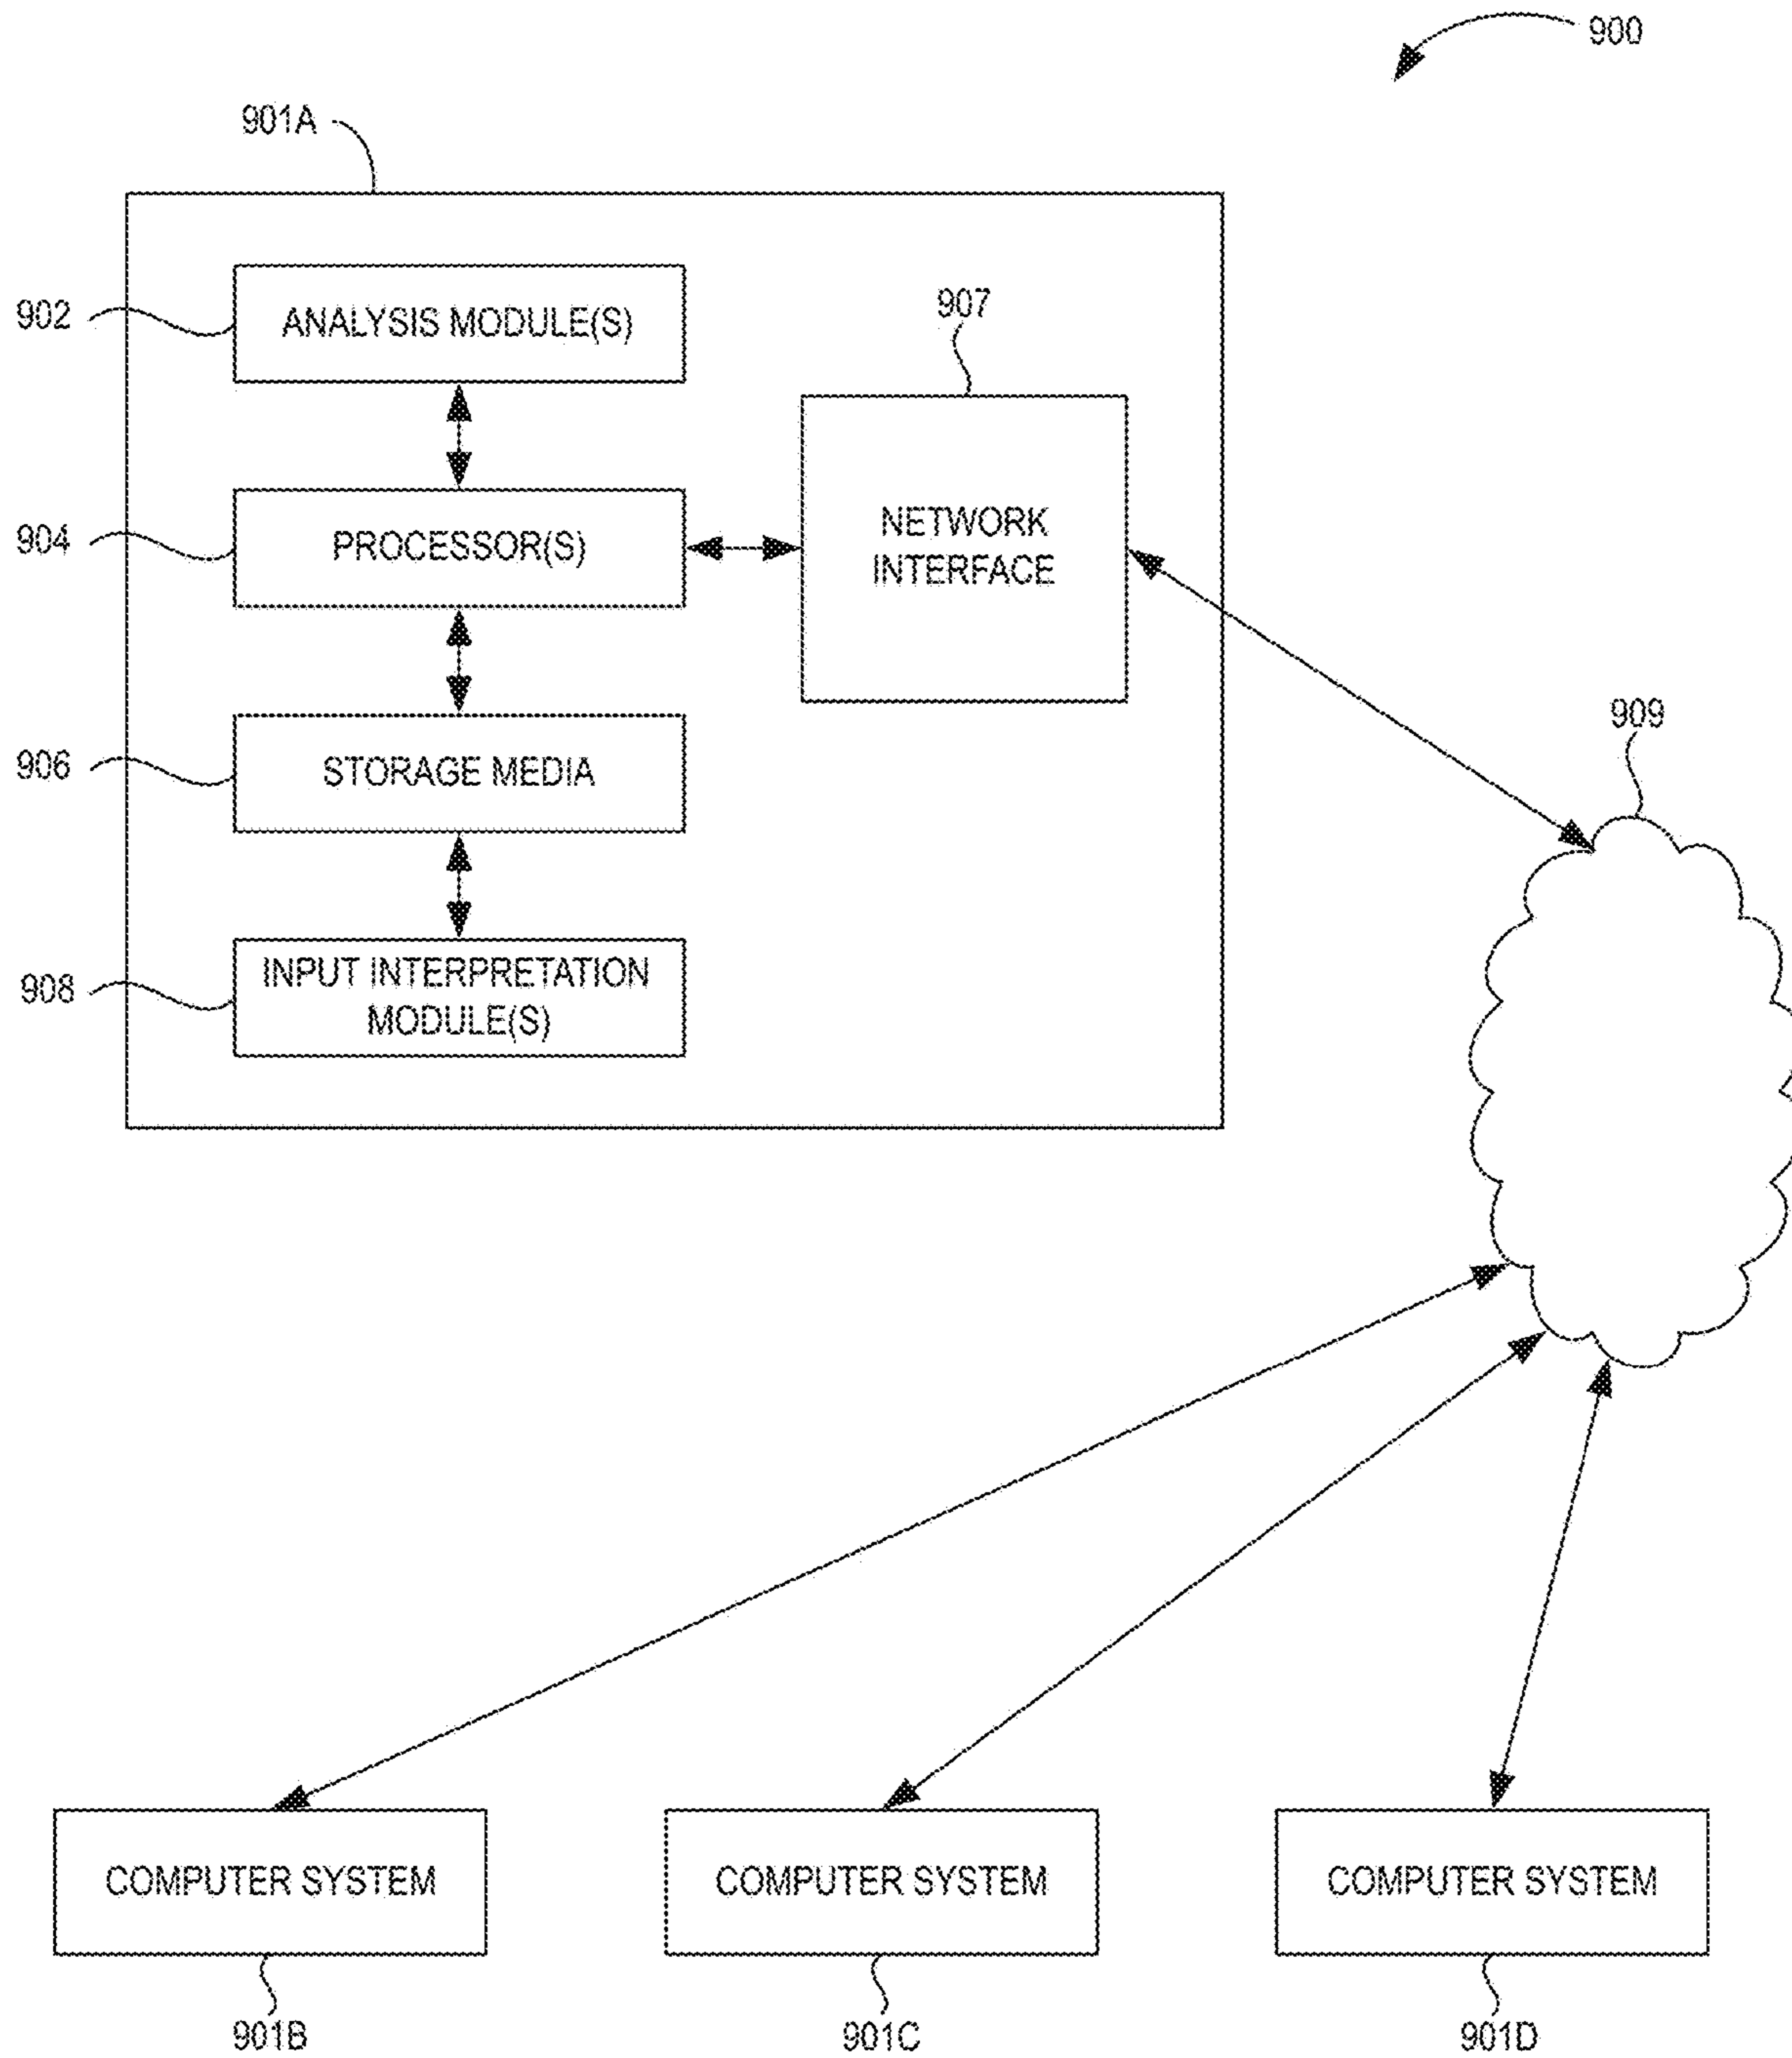 900
901A
902
ANALYSIS MODULE(S)
907
904
PROCESSOR(S)
NETWORK
INTERFACE
909
906
STORAGE MEDIA
908
INPUT INTERPRETATION
MODULE(S)
COMPUTER SYSTEM
COMPUTER SYSTEM
COMPUTER SYSTEM
901B
901C
901D